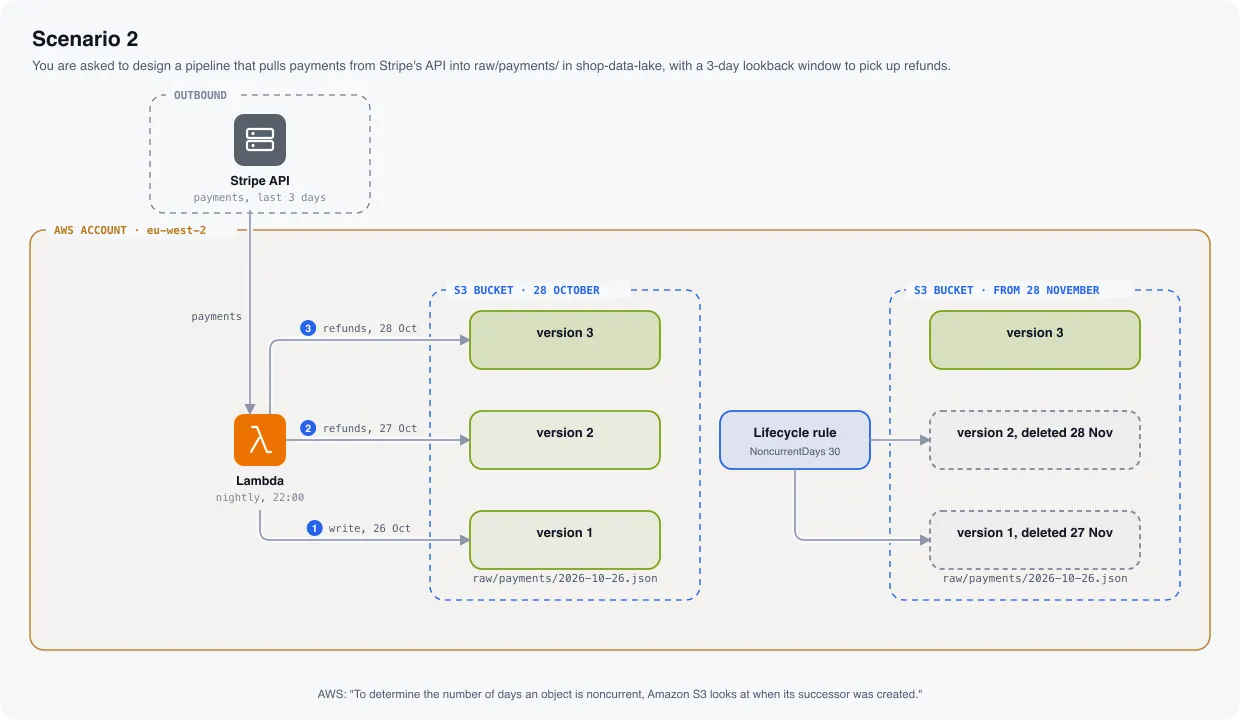 Scenario 2
You are asked to design a pipeline that pulls payments from Stripe's API into raw/payments/ in shop-data-lake, with a 3-day lookback window to pick up refunds.
OUTBOUND
Stripe API
payments, last 3 days
AWS ACCOUNT · eu-west-2
payments
Lambda
nightly, 22:00
3 refunds, 28 Oct
2 refunds, 27 Oct
1 write, 26 Oct
S3 BUCKET · 28 OCTOBER
version 3
version 2
version 1
raw/payments/2026-10-26.json
Lifecycle rule
NoncurrentDays 30
S3 BUCKET · FROM 28 NOVEMBER
version 3
version 2, deleted 28 Nov
version 1, deleted 27 Nov
raw/payments/2026-10-26.json
AWS: "To determine the number of days an object is noncurrent, Amazon S3 looks at when its successor was created."